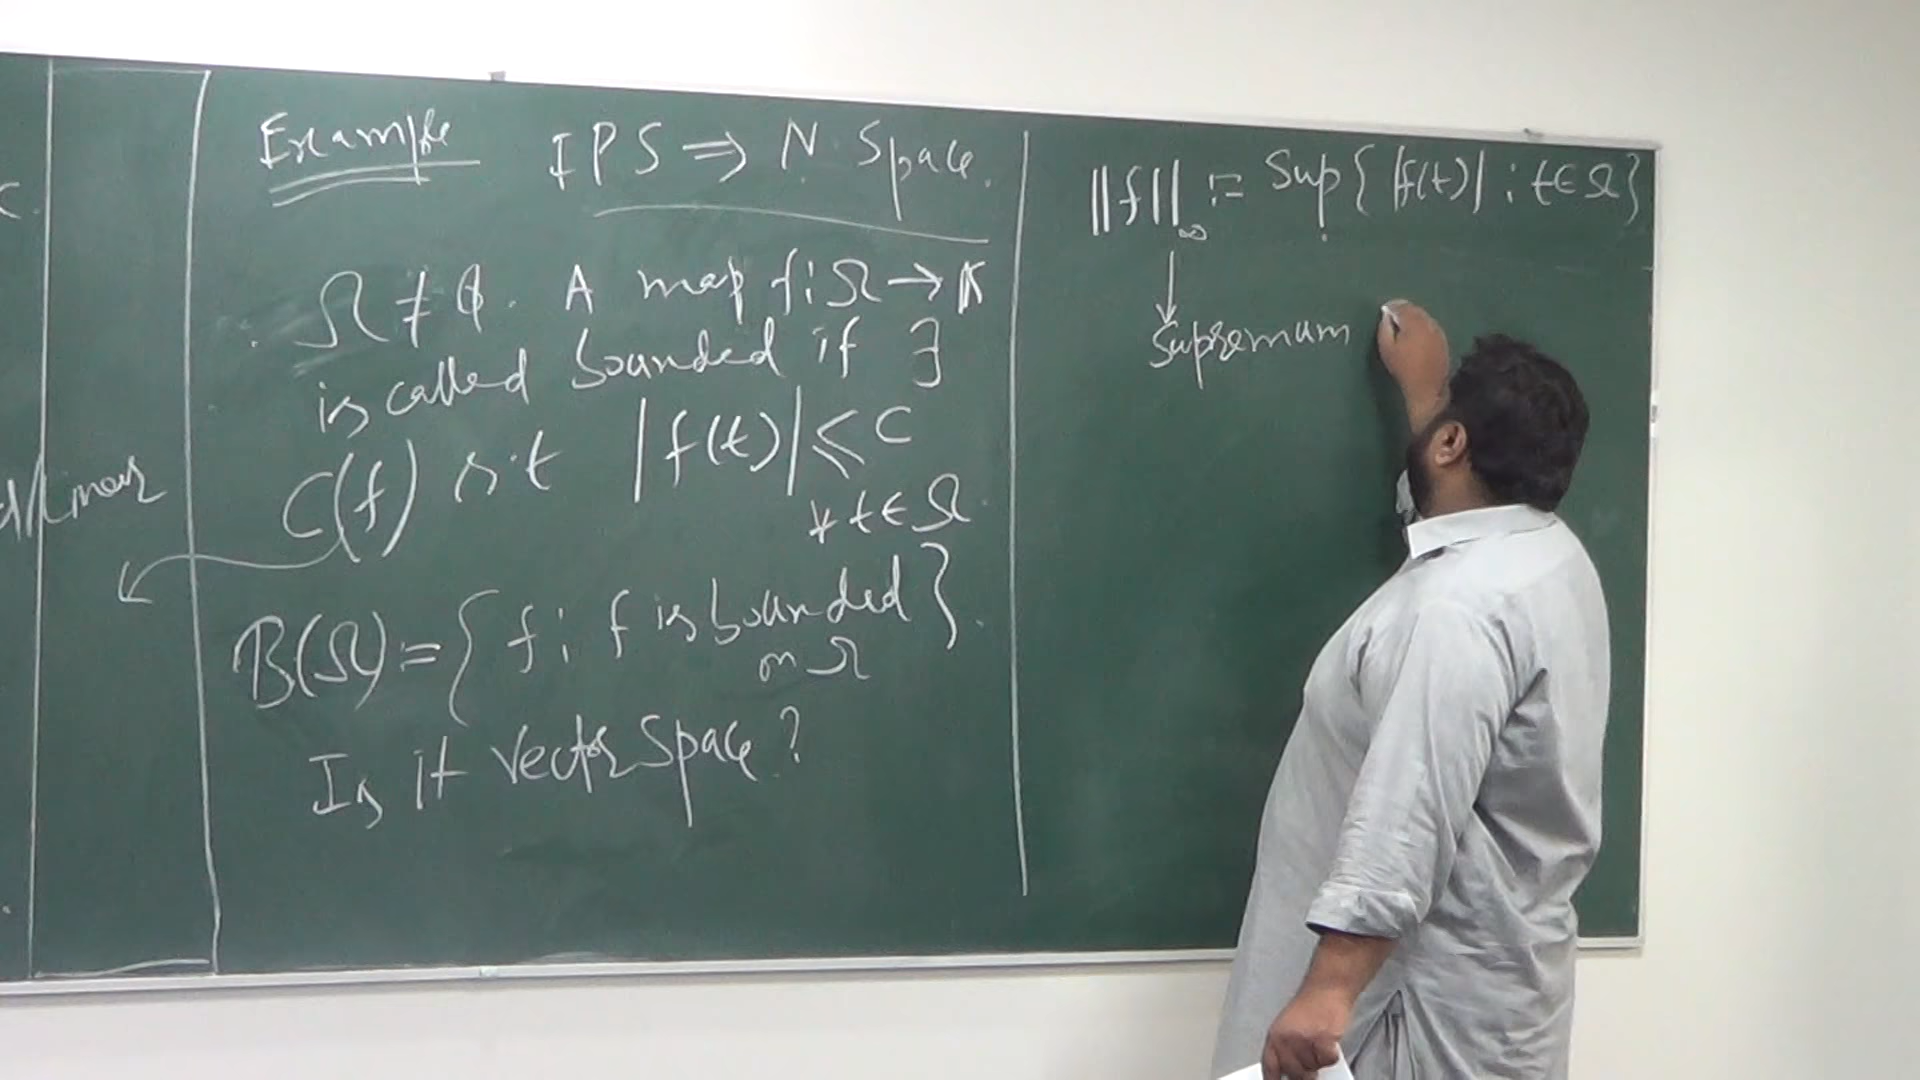 Example IPS ⇒ N. Space.
Ω ≠ ϕ. A map f : Ω → K
is called bounded if ∃
C(f) s.t |f(t)| ≤ C
∀ t ∈ Ω
B(Ω) = { f ; f is bounded }.
on Ω
Is it vector space ?
||f||∞ := Sup { |f(t)| ; t ∈ Ω }
↓
Supremum